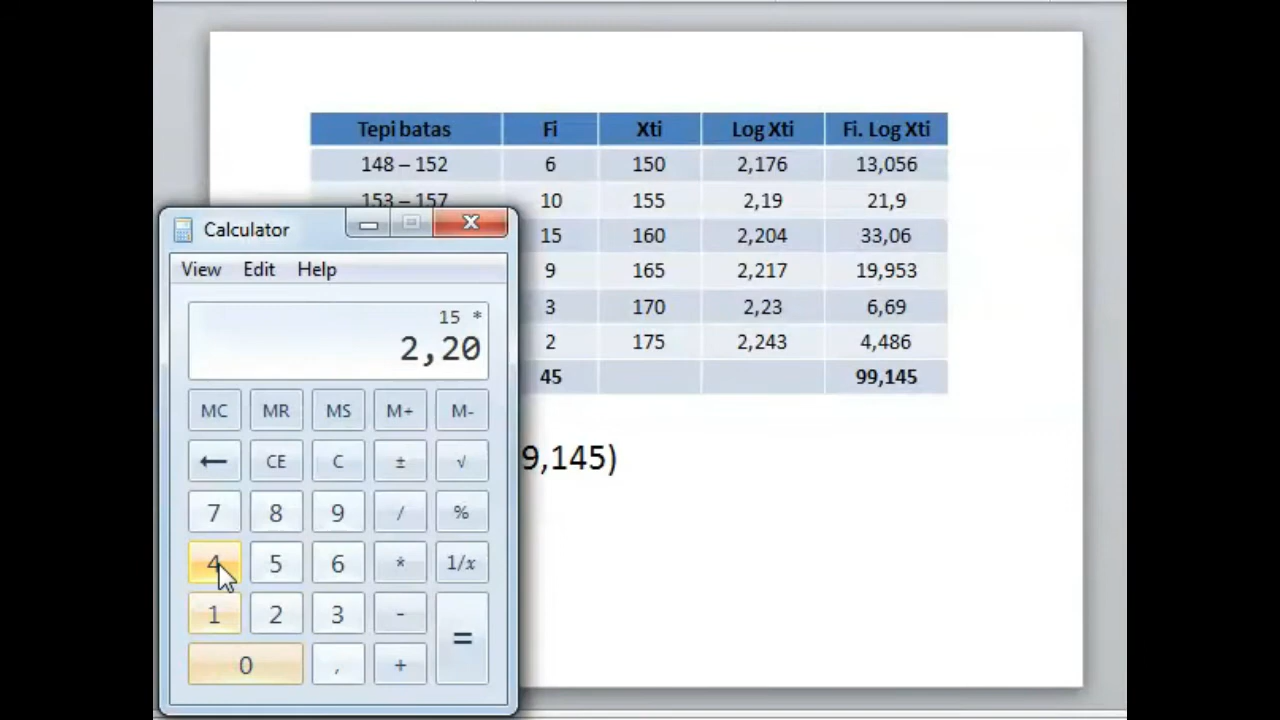 Tepi batas Fi Xti Log Xti Fi. Log Xti
148 – 152 6 150 2,176 13,056
153 – 157 10 155 2,19 21,9
15 160 2,204 33,06
9 165 2,217 19,953
3 170 2,23 6,69
2 175 2,243 4,486
45 99,145
9,145)
Calculator
View Edit Help
15 *
2,20
MC MR MS M+ M-
← CE C ± √
7 8 9 / %
4 5 6 * 1/x
1 2 3 - =
0 , +